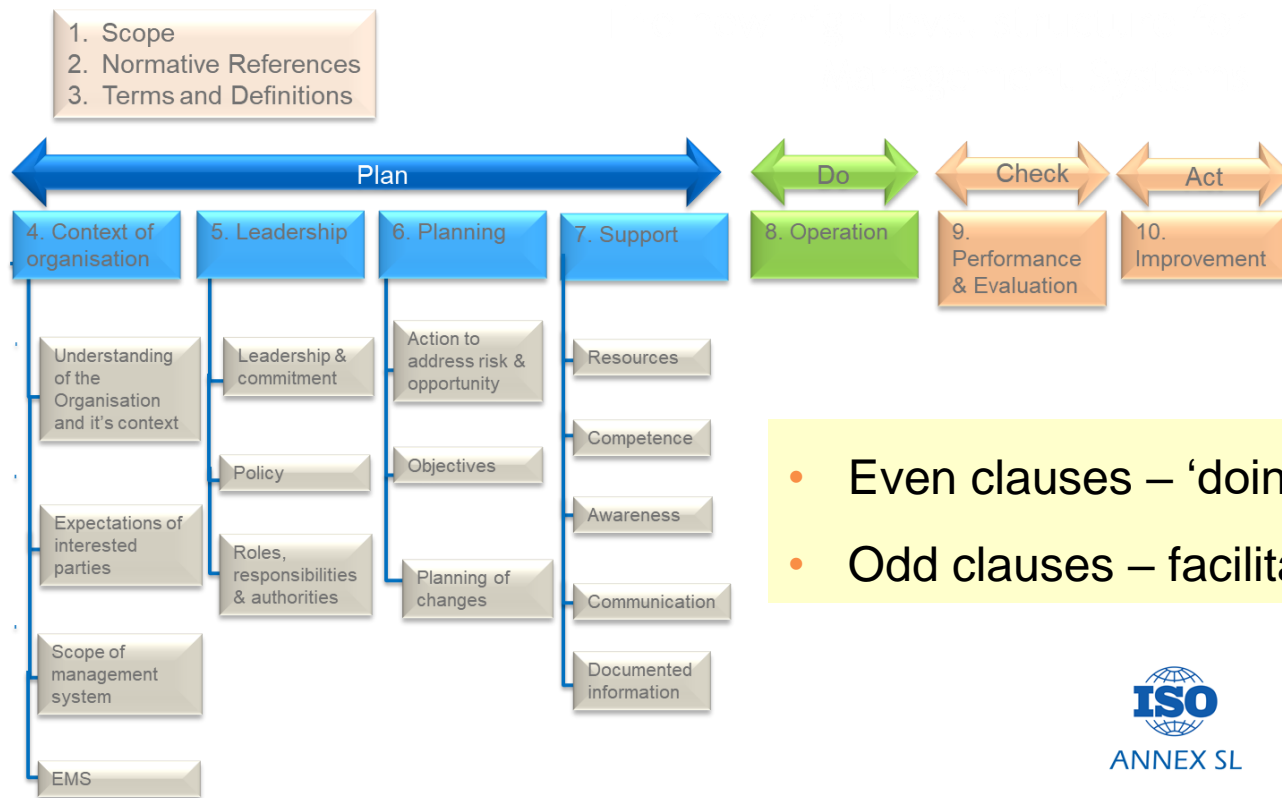 1. Scope
2. Normative References
3. Terms and Definitions
Plan
Do
Check
Act
4. Context of
organisation
5. Leadership
6. Planning
7. Support
8. Operation
9.
Performance
& Evaluation
10.
Improvement
Understanding
of the
Organisation
and it's context
Expectations of
interested
parties
Scope of
management
system
EMS
Leadership &
commitment
Policy
Roles,
responsibilities
& authorities
Action to
address risk &
opportunity
Objectives
Planning of
changes
Resources
Competence
Awareness
Communication
Documented
information
• Even clauses – ‘doin
• Odd clauses – facilita
ISO
ANNEX SL